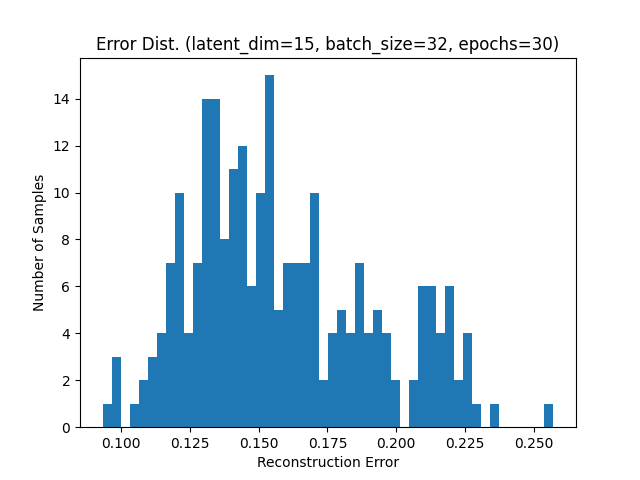 Error Dist. (latent_dim=15, batch_size=32, epochs=30)
Number of Samples
14
12
10
8
6
4
2
0
0.100 0.125 0.150 0.175 0.200 0.225 0.250
Reconstruction Error